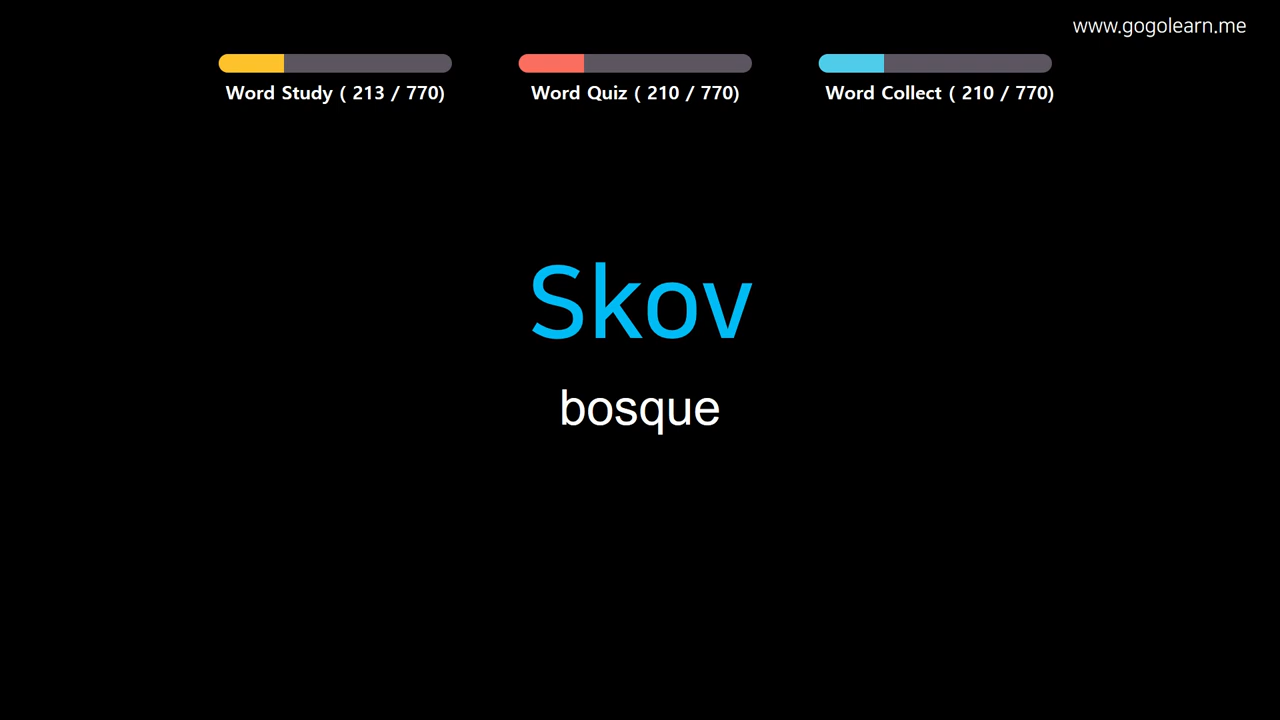 www.gogolearn.me
Word Study ( 213 / 770)
Word Quiz ( 210 / 770)
Word Collect ( 210 / 770)
Skov
bosque